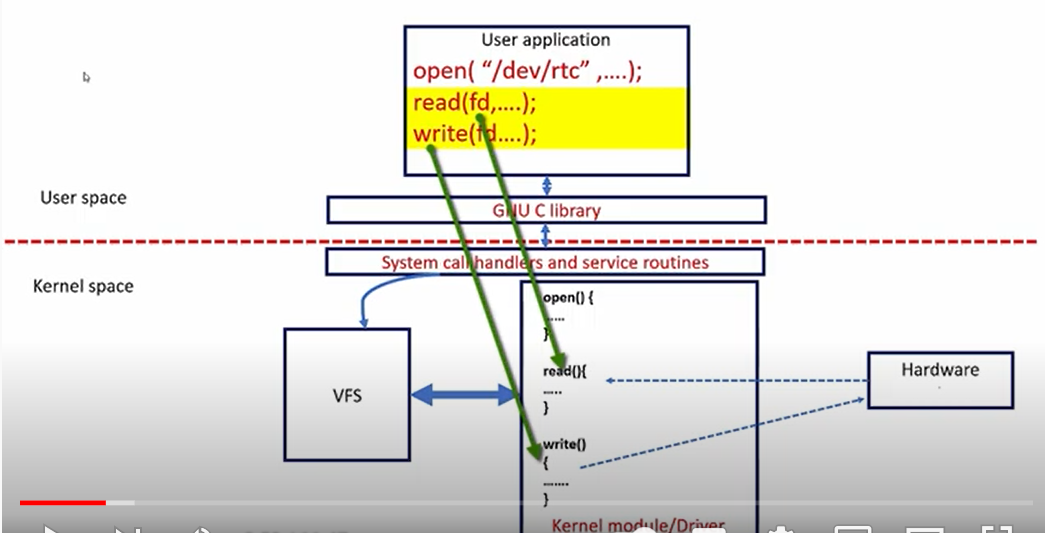 User application
open( “/dev/rtc” ,....);
read(fd,....);
write(fd....);
User space
GNU C library
System call handlers and service routines
Kernel space
open() {
.....
}
read(){
.....
}
VFS
Hardware
write()
{
.......
}
Kernel module/Driver